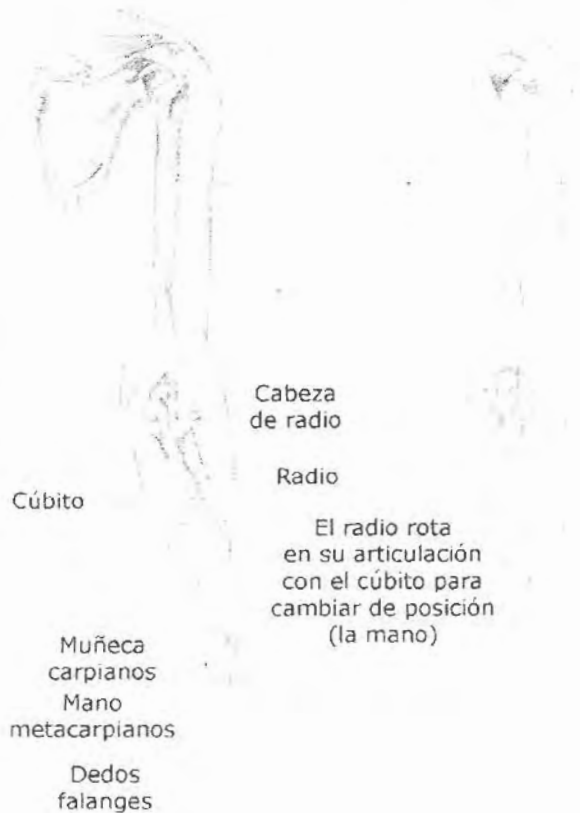 Cabeza
de radio
Radio
Cúbito
El radio rota
en su articulación
con el cúbito para
cambiar de posición
(la mano)
Muñeca
carpianos
Mano
metacarpianos
Dedos
falanges